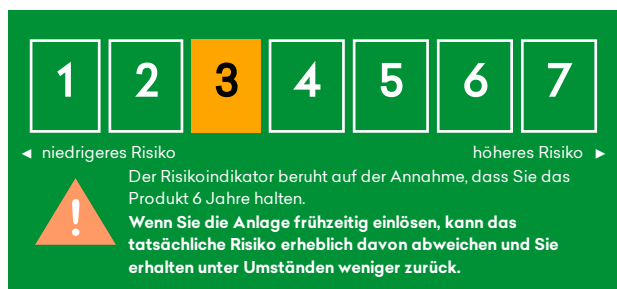 1 2 3 4 5 6 7
◄ niedrigeres Risiko höheres Risiko ►
Der Risikoindikator beruht auf der Annahme, dass Sie das
Produkt 6 Jahre halten.
Wenn Sie die Anlage frühzeitig einlösen, kann das
tatsächliche Risiko erheblich davon abweichen und Sie
erhalten unter Umständen weniger zurück.
!